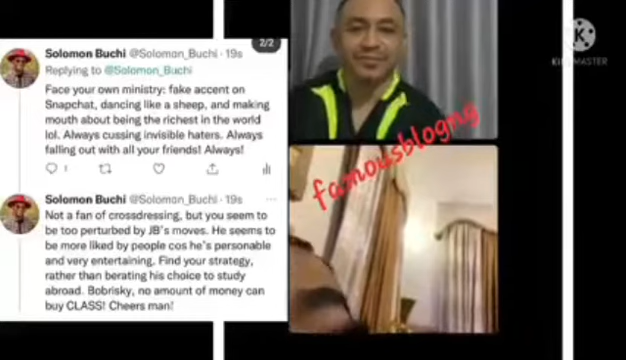 2/2
Solomon Buchi @Solomon_Buchi · 19s
Replying to @Solomon_Buchi
Face your own ministry: fake accent on
Snapchat, dancing like a sheep, and making
mouth about being the richest in the world
lol. Always cussing invisible haters. Always
falling out with all your friends! Always!
1
Solomon Buchi @Solomon_Buchi · 19s
Not a fan of crossdressing, but you seem to
be too perturbed by JB's moves. He seems to
be more liked by people cos he's personable
and very entertaining. Find your strategy,
rather than berating his choice to study
abroad. Bobrisky, no amount of money can
buy CLASS! Cheers man!
famousblogng
K
KINEMASTER